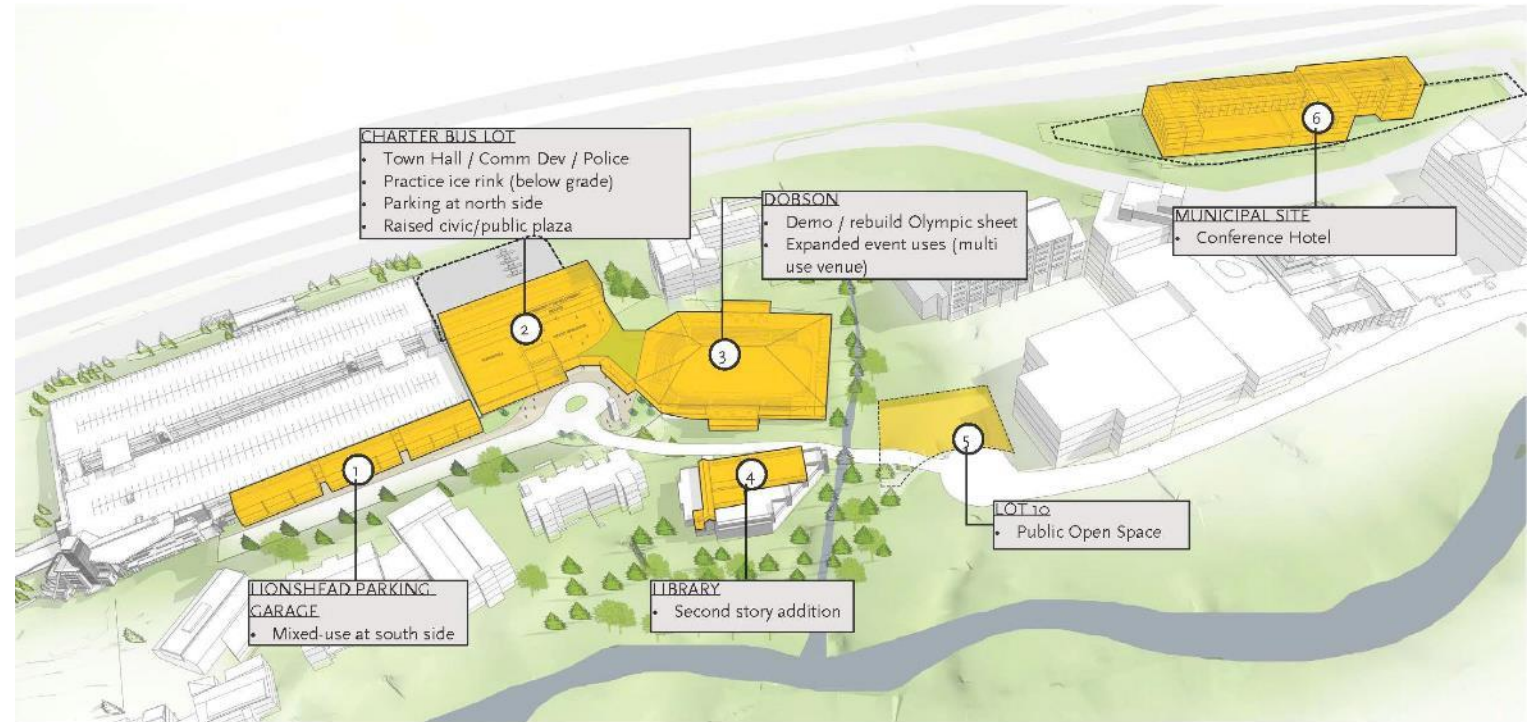 CHARTER BUS LOT
• Town Hall / Comm Dev / Police
• Practice ice rink (below grade)
• Parking at north side
• Raised civic/public plaza
DOBSON
• Demo / rebuild Olympic sheet
• Expanded event uses (multi
use venue)
MUNICIPAL SITE
• Conference Hotel
6
2
3
5
4
1
LOT 10
• Public Open Space
LIONSHEAD PARKING
GARAGE
• Mixed-use at south side
LIBRARY
• Second story addition